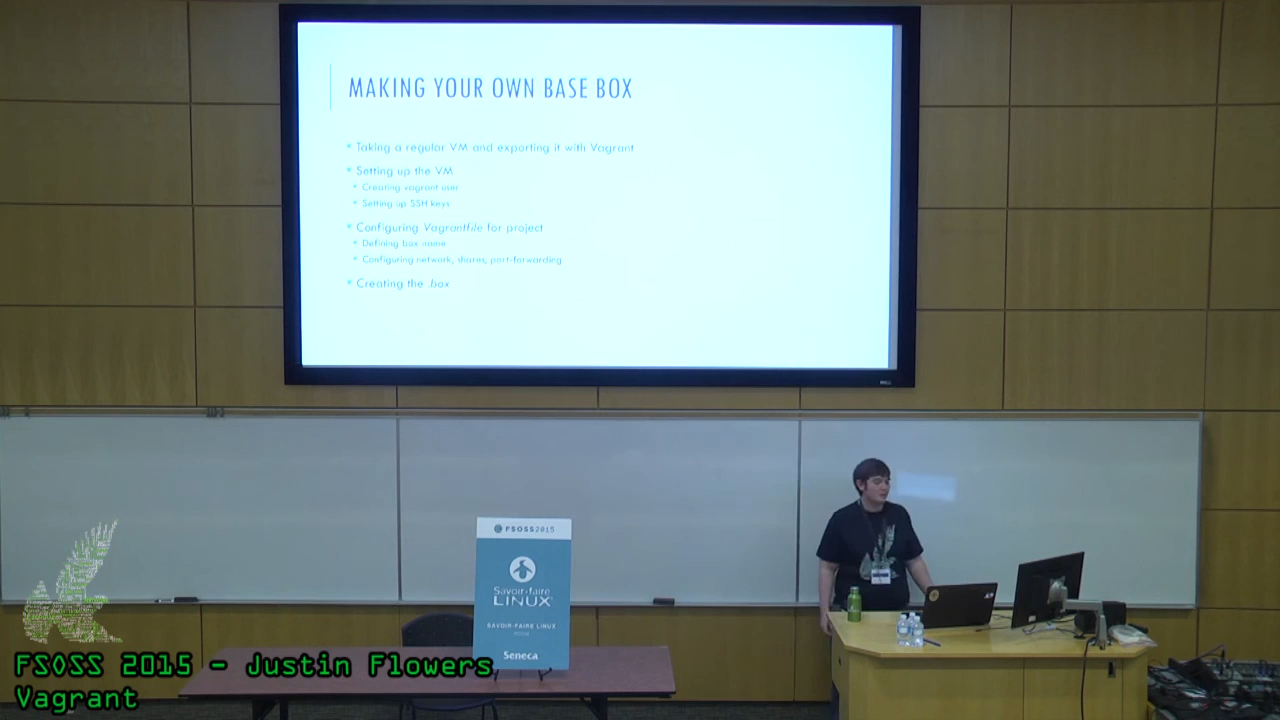 MAKING YOUR OWN BASE BOX
Taking a regular VM and exporting it with Vagrant
Setting up the VM
Creating vagrant user
Setting up SSH keys
Configuring Vagrantfile for project
Defining box name
Configuring network, shares, port-forwarding
Creating the .box
DELL
FSOSS2015
Savoir-faire
LINUX
SAVOIR-FAIRE LINUX
Seneca
FSOSS 2015 - Justin Flowers
Vagrant